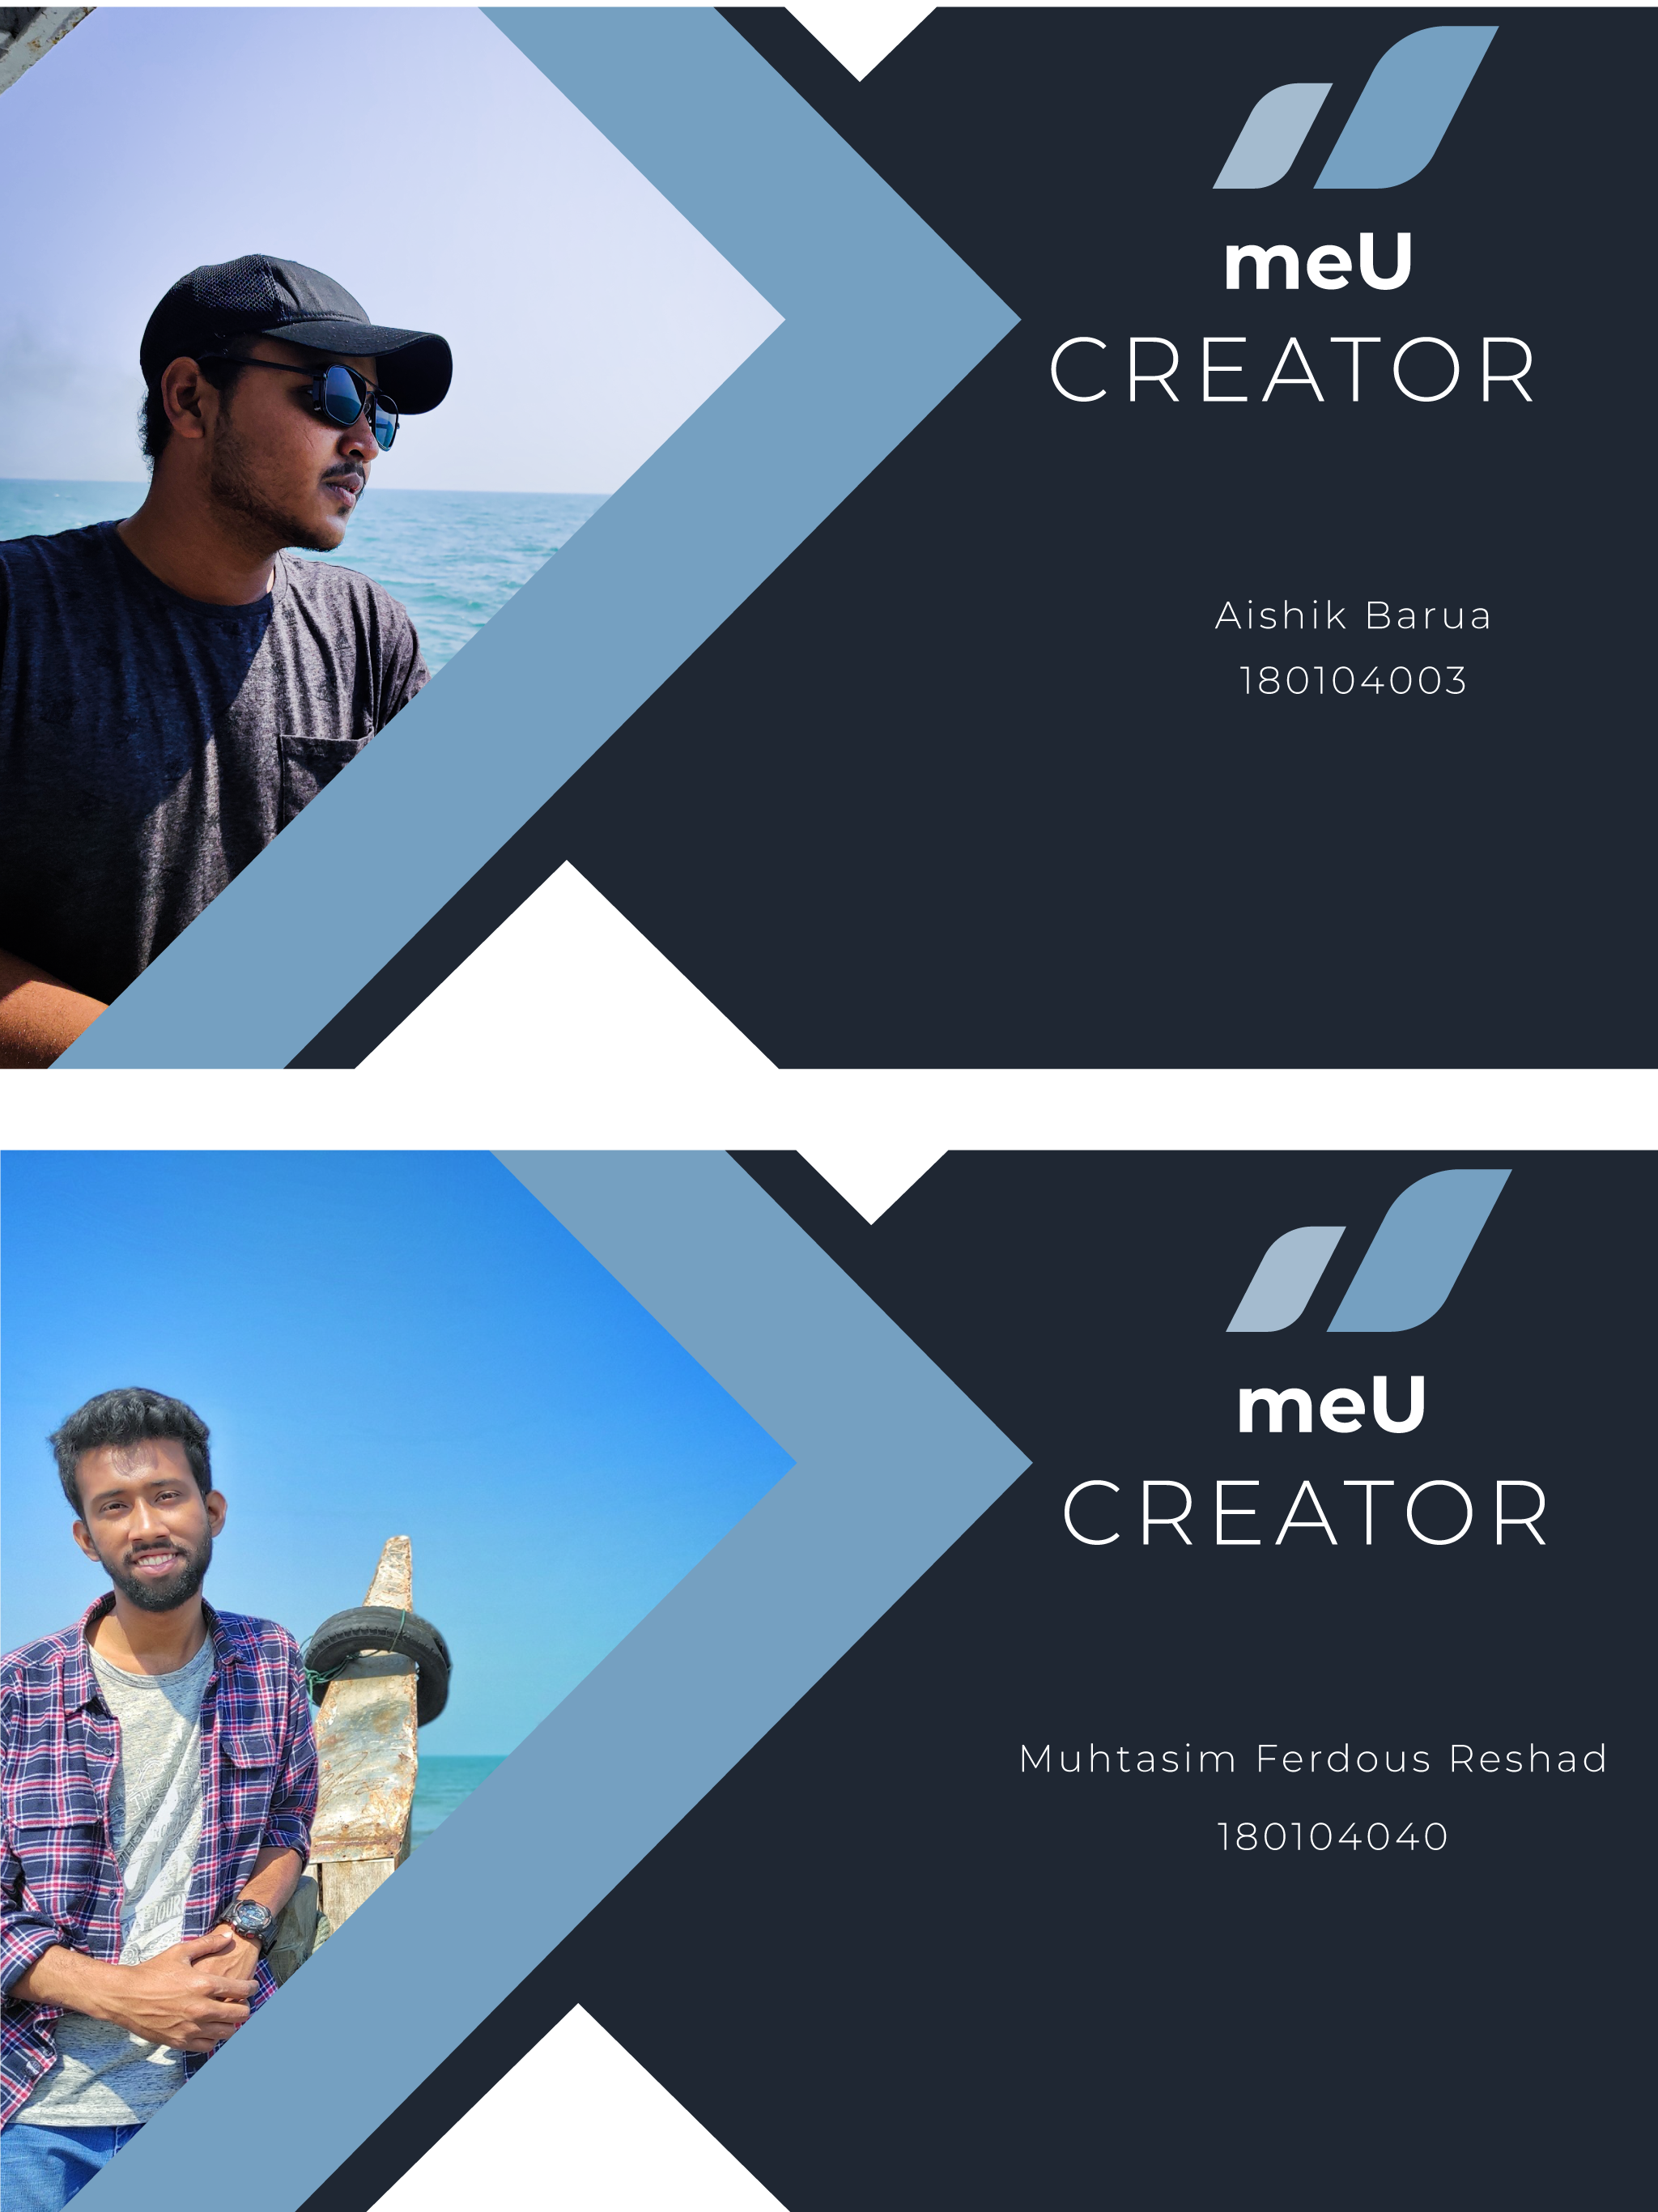 meU
CREATOR
Aishik Barua
180104003
meU
CREATOR
Muhtasim Ferdous Reshad
180104040